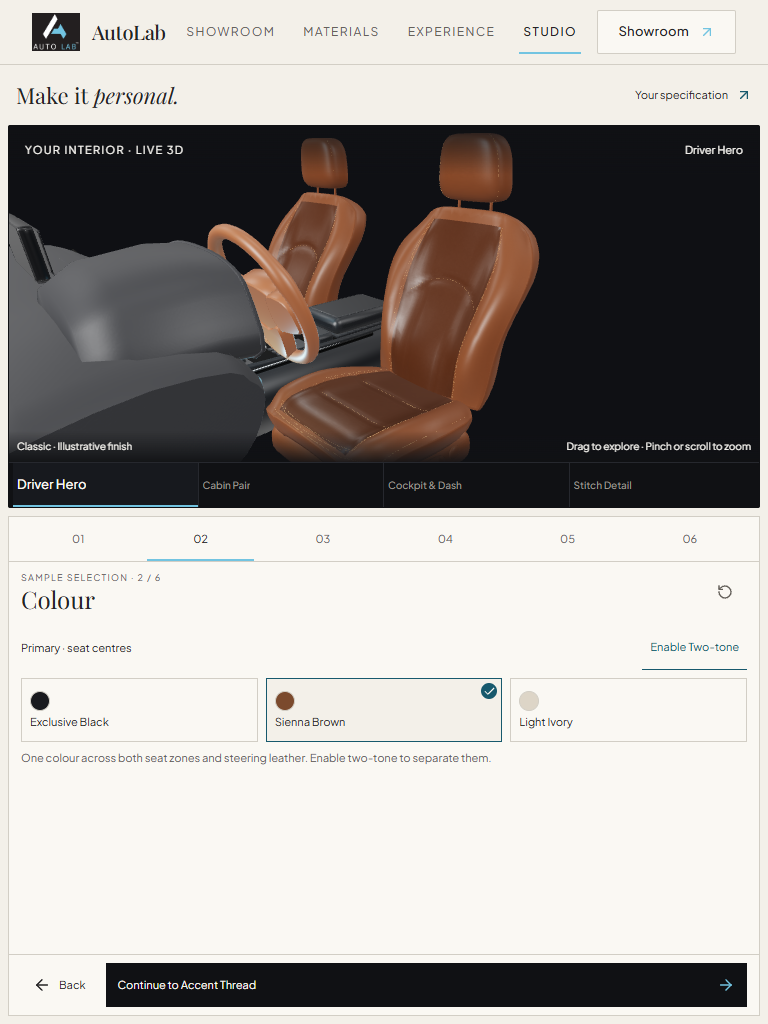 AUTO LAB
AutoLab
SHOWROOM
MATERIALS
EXPERIENCE
STUDIO
Showroom
Make it personal.
Your specification
YOUR INTERIOR · LIVE 3D
Driver Hero
Classic · Illustrative finish
Drag to explore · Pinch or scroll to zoom
Driver Hero
Cabin Pair
Cockpit & Dash
Stitch Detail
01
02
03
04
05
06
SAMPLE SELECTION · 2 / 6
Colour
Primary · seat centres
Enable Two-tone
Exclusive Black
Sienna Brown
Light Ivory
One colour across both seat zones and steering leather. Enable two-tone to separate them.
Back
Continue to Accent Thread